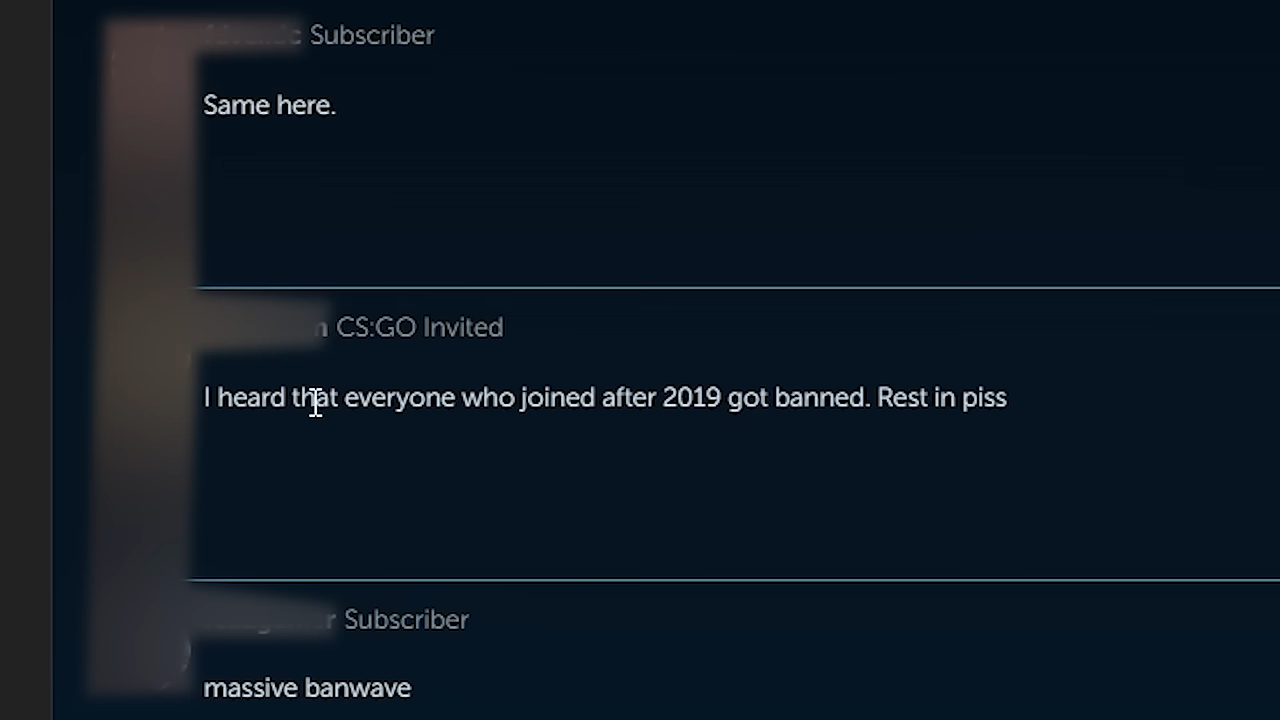 Subscriber
Same here.
CS:GO Invited
I heard that everyone who joined after 2019 got banned. Rest in piss
Subscriber
massive banwave